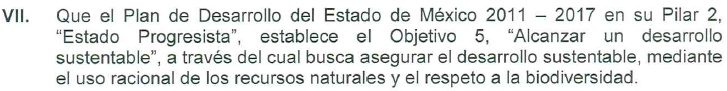 VII. Que el Plan de Desarrollo del Estado de México 2011 – 2017 en su Pilar 2,
“Estado Progresista”, establece el Objetivo 5, “Alcanzar un desarrollo
sustentable”, a través del cual busca asegurar el desarrollo sustentable, mediante
el uso racional de los recursos naturales y el respeto a la biodiversidad.